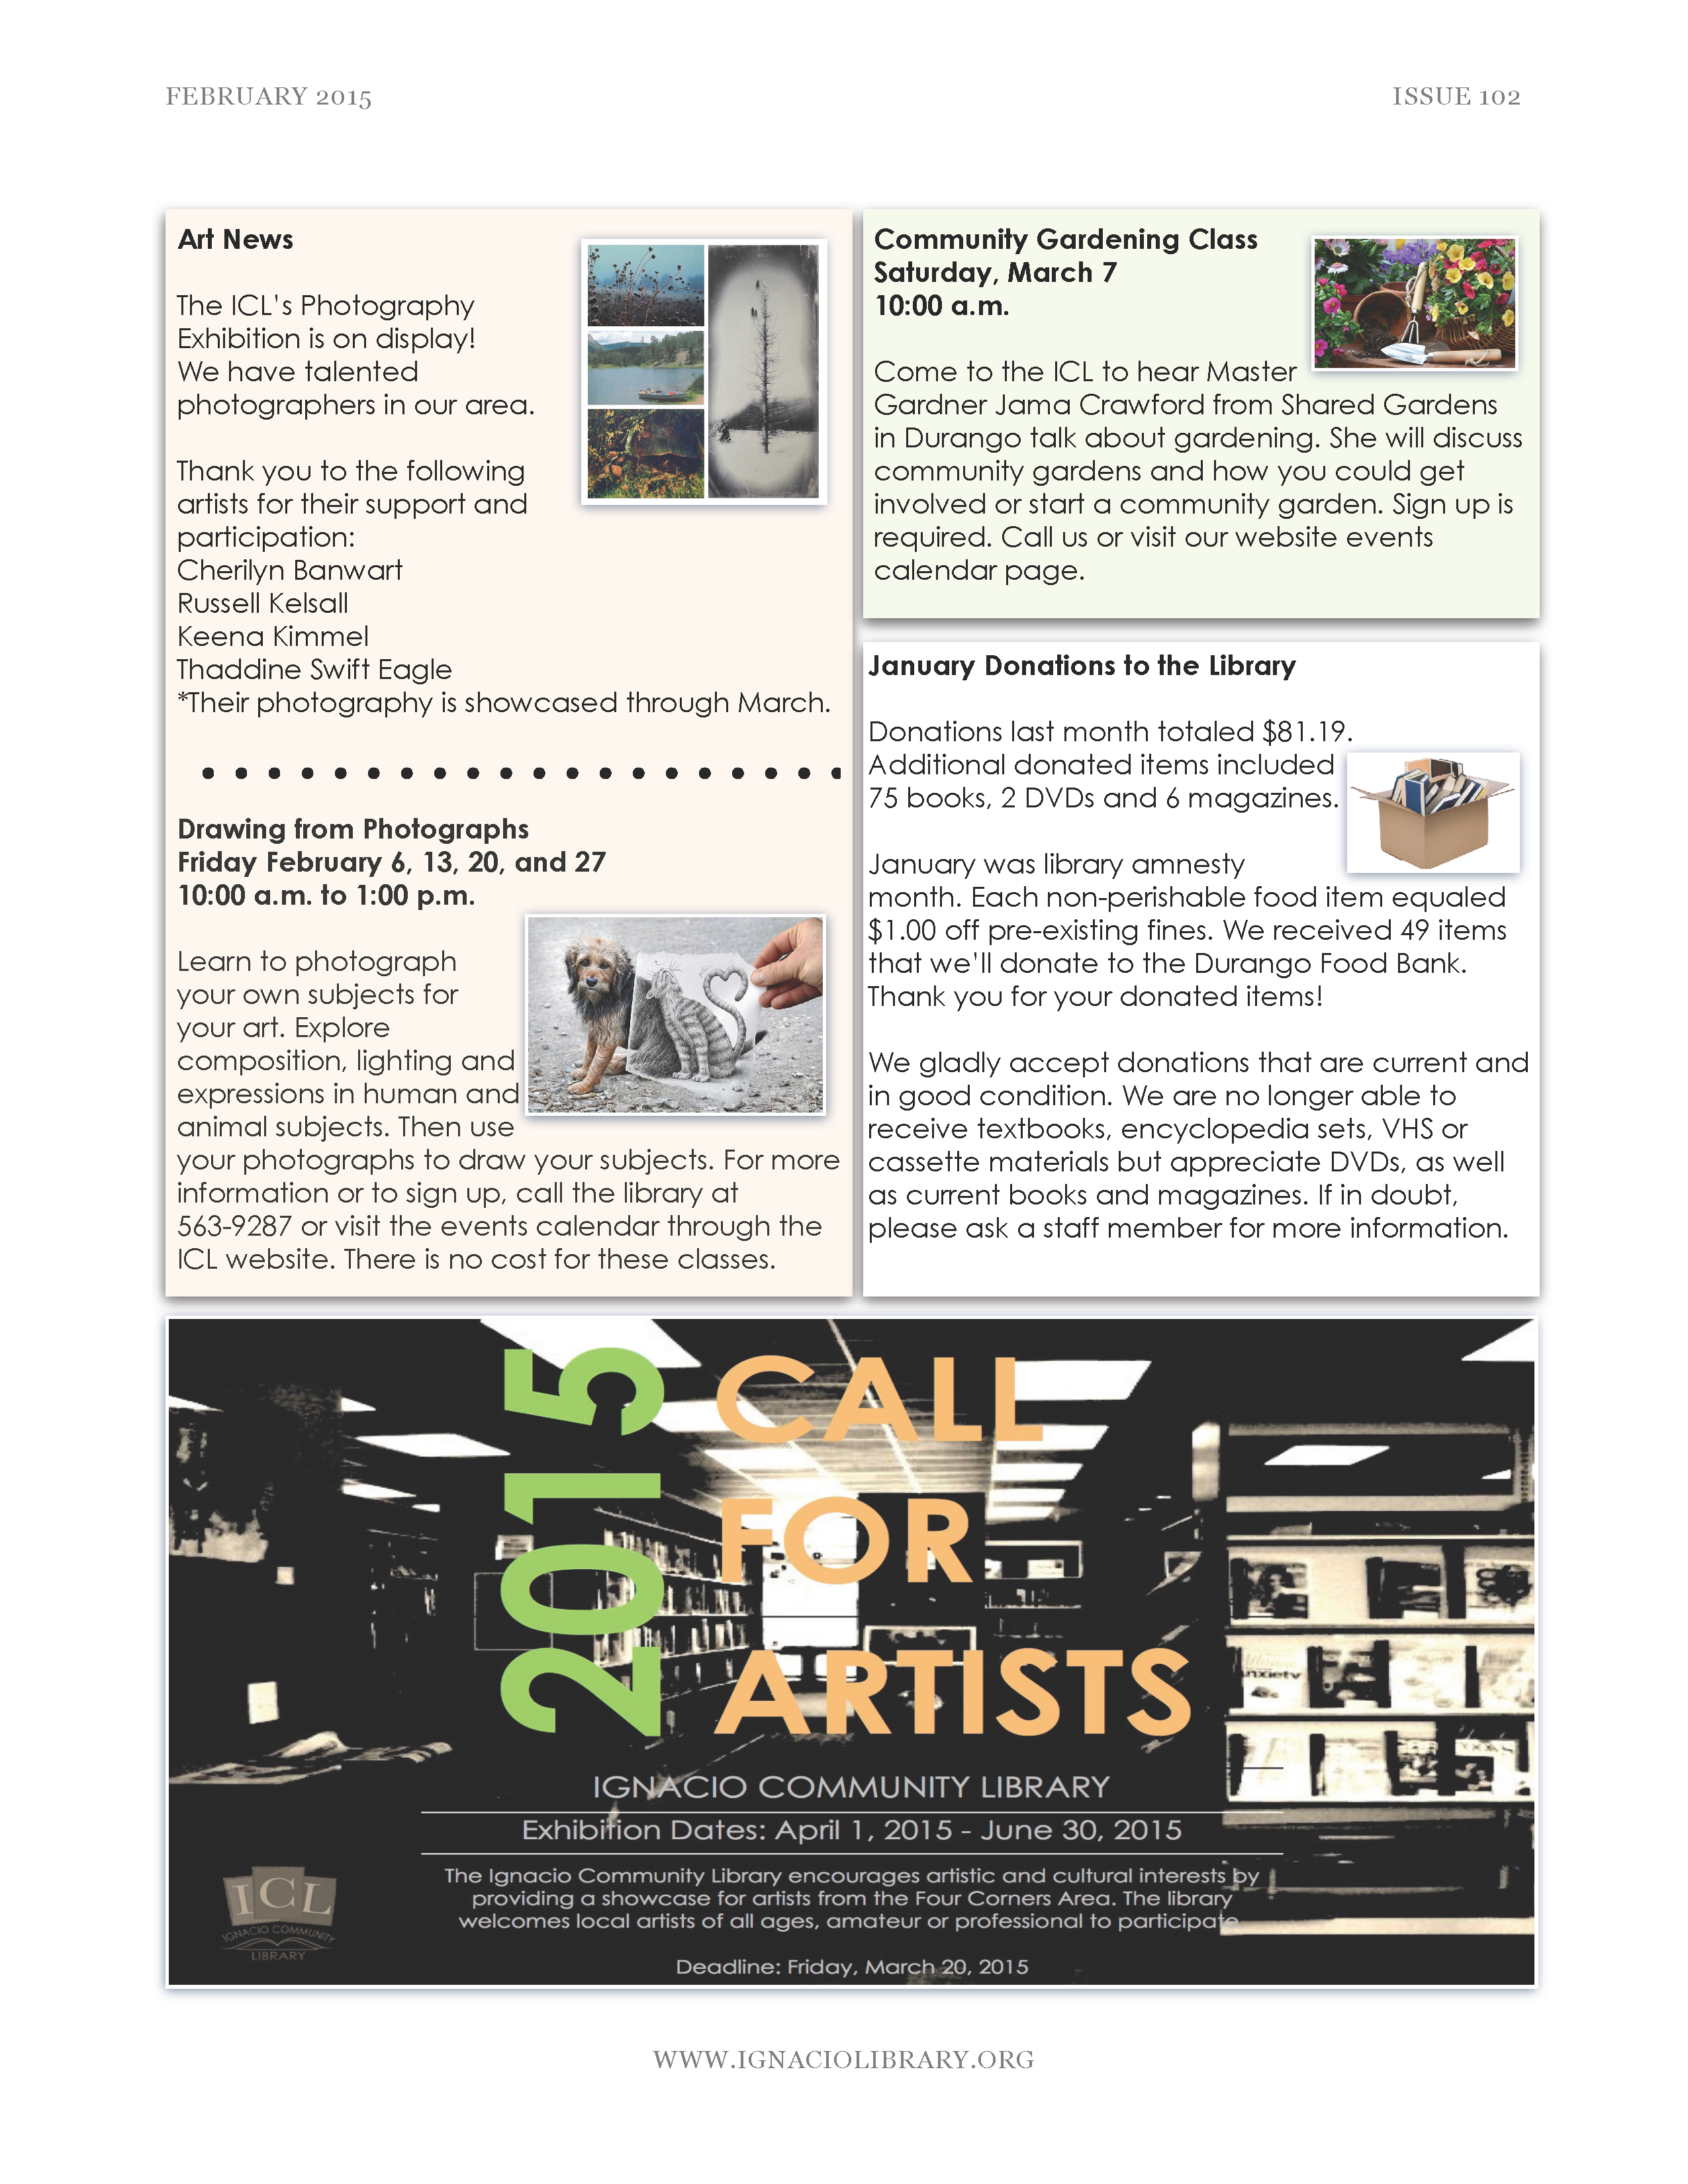 FEBRUARY 2015
ISSUE 102
Art News
The ICL's Photography
Exhibition is on display!
We have talented
photographers in our area.
Thank you to the following
artists for their support and
participation:
Cherilyn Banwart
Russell Kelsall
Keena Kimmel
Thaddine Swift Eagle
*Their photography is showcased through March.
Drawing from Photographs
Friday February 6, 13, 20, and 27
10:00 a.m. to 1:00 p.m.
Learn to photograph
your own subjects for
your art. Explore
composition, lighting and
expressions in human and
animal subjects. Then use
your photographs to draw your subjects. For more
information or to sign up, call the library at
563-9287 or visit the events calendar through the
ICL website. There is no cost for these classes.
Community Gardening Class
Saturday, March 7
10:00 a.m.
Come to the ICL to hear Master
Gardner Jama Crawford from Shared Gardens
in Durango talk about gardening. She will discuss
community gardens and how you could get
involved or start a community garden. Sign up is
required. Call us or visit our website events
calendar page.
January Donations to the Library
Donations last month totaled $81.19.
Additional donated items included
75 books, 2 DVDs and 6 magazines.
January was library amnesty
month. Each non-perishable food item equaled
$1.00 off pre-existing fines. We received 49 items
that we'll donate to the Durango Food Bank.
Thank you for your donated items!
We gladly accept donations that are current and
in good condition. We are no longer able to
receive textbooks, encyclopedia sets, VHS or
cassette materials but appreciate DVDs, as well
as current books and magazines. If in doubt,
please ask a staff member for more information.
2015
CALL
FOR
ARTISTS
anxiety
IGNACIO COMMUNITY LIBRARY
Exhibition Dates: April 1, 2015 - June 30, 2015
The Ignacio Community Library encourages artistic and cultural interests by
providing a showcase for artists from the Four Corners Area. The library
welcomes local artists of all ages, amateur or professional to participate
Deadline: Friday, March 20, 2015
ICL
IGNACIO COMMUNITY
LIBRARY
WWW.IGNACIOLIBRARY.ORG